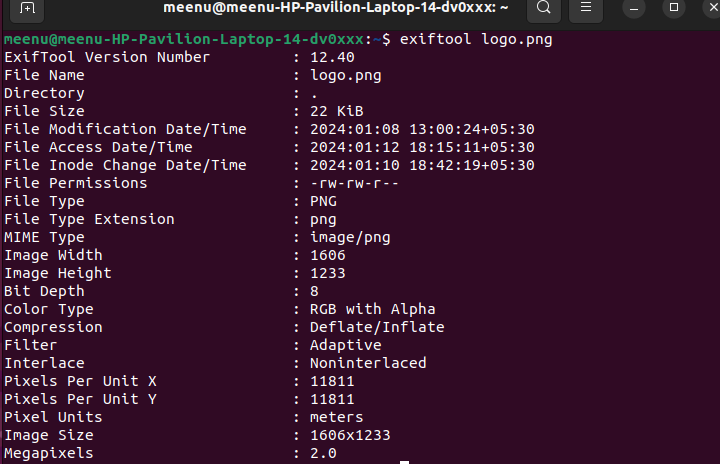 meenu@meenu-HP-Pavilion-Laptop-14-dv0xxx: ~
meenu@meenu-HP-Pavilion-Laptop-14-dv0xxx:~$ exiftool logo.png
ExifTool Version Number         : 12.40
File Name                       : logo.png
Directory                       : .
File Size                       : 22 KiB
File Modification Date/Time     : 2024:01:08 13:00:24+05:30
File Access Date/Time           : 2024:01:12 18:15:11+05:30
File Inode Change Date/Time     : 2024:01:10 18:42:19+05:30
File Permissions                : -rw-rw-r--
File Type                       : PNG
File Type Extension             : png
MIME Type                       : image/png
Image Width                     : 1606
Image Height                    : 1233
Bit Depth                       : 8
Color Type                      : RGB with Alpha
Compression                     : Deflate/Inflate
Filter                          : Adaptive
Interlace                       : Noninterlaced
Pixels Per Unit X               : 11811
Pixels Per Unit Y               : 11811
Pixel Units                     : meters
Image Size                      : 1606x1233
Megapixels                      : 2.0